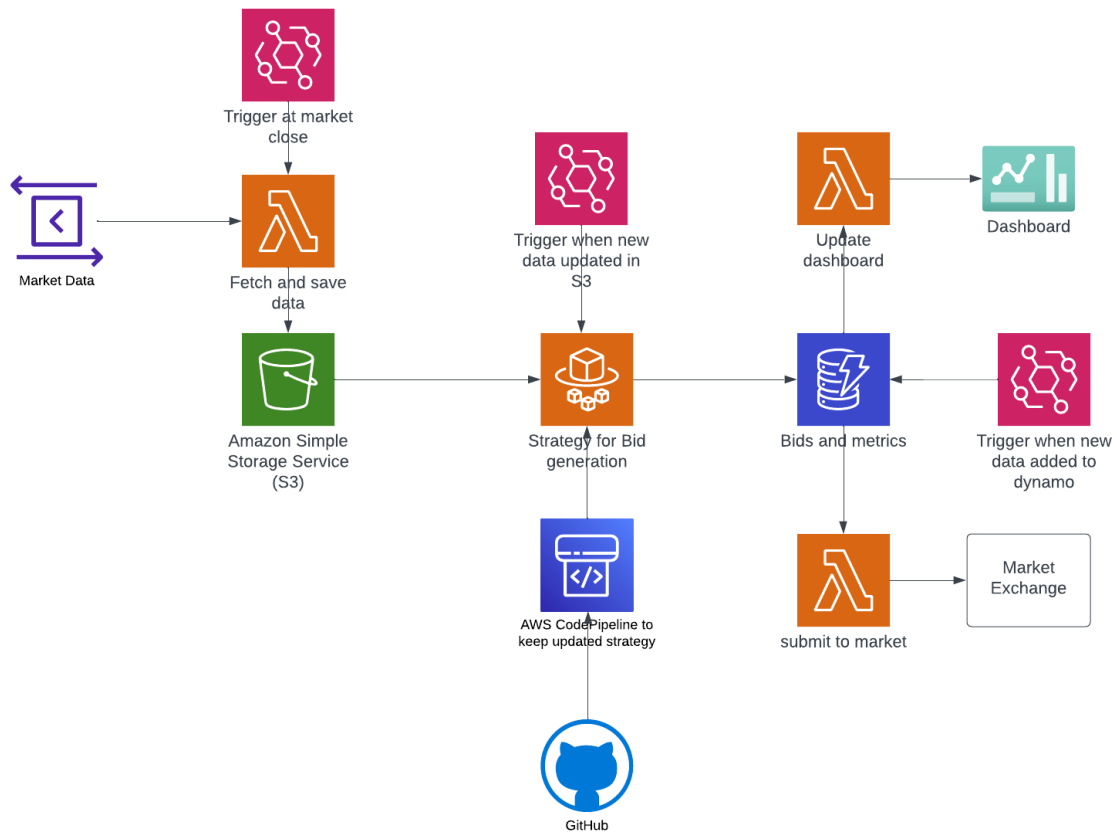 Trigger at market
close
Market Data
Fetch and save
data
Amazon Simple
Storage Service
(S3)
Trigger when new
data updated in
S3
Strategy for Bid
generation
AWS CodePipeline to
keep updated strategy
GitHub
Update
dashboard
Dashboard
Bids and metrics
Trigger when new
data added to
dynamo
submit to market
Market
Exchange